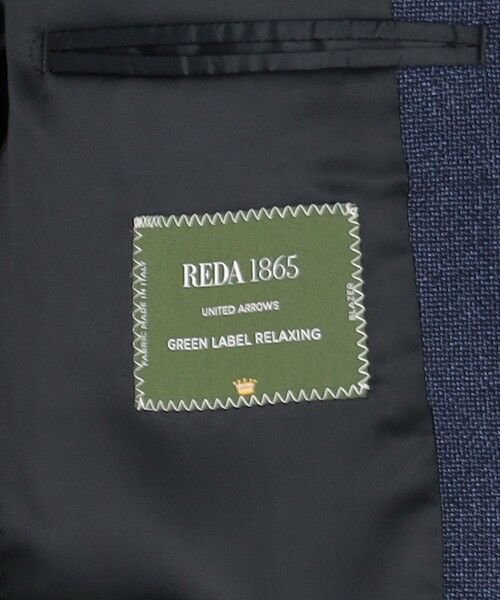 REDA 1865
UNITED ARROWS
GREEN LABEL RELAXING
FABRIC MADE IN ITALY
BLAZER